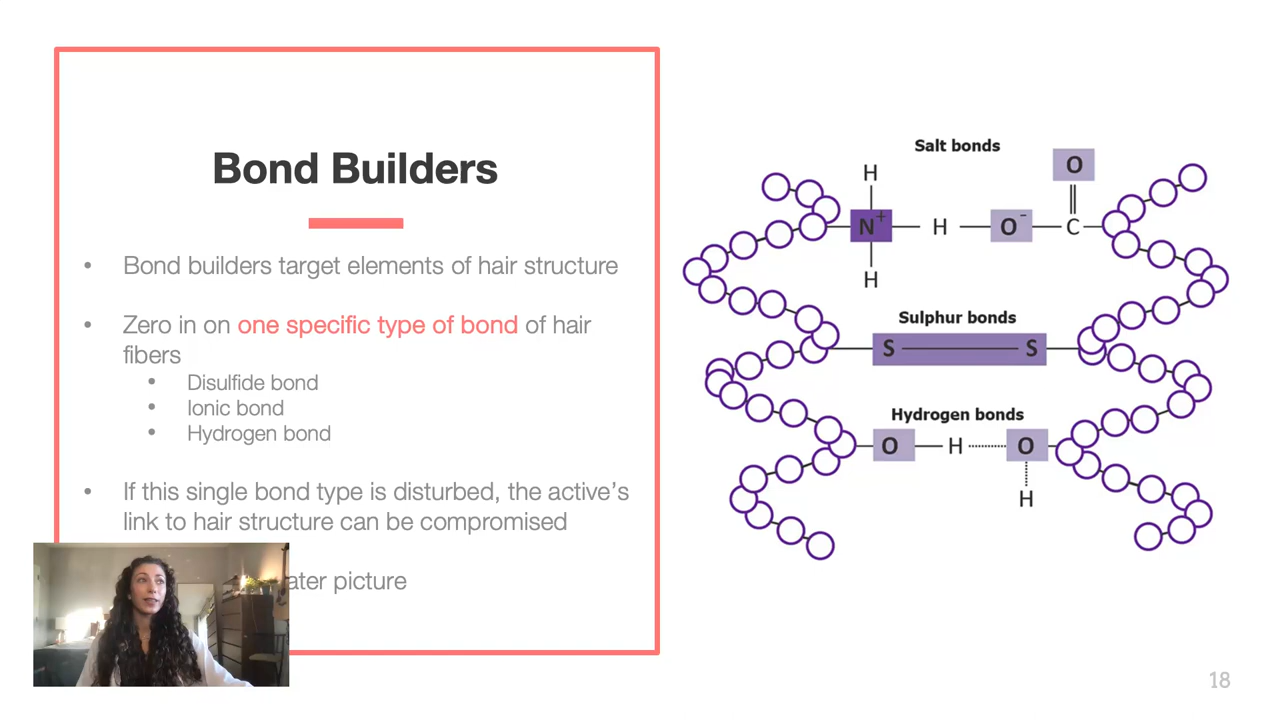 Bond Builders
• Bond builders target elements of hair structure
• Zero in on one specific type of bond of hair
fibers
• Disulfide bond
• Ionic bond
• Hydrogen bond
• If this single bond type is disturbed, the active’s
link to hair structure can be compromised
picture
Salt bonds
O
H
N+ H O- C
H
Sulphur bonds
S S
Hydrogen bonds
O H O
H
18